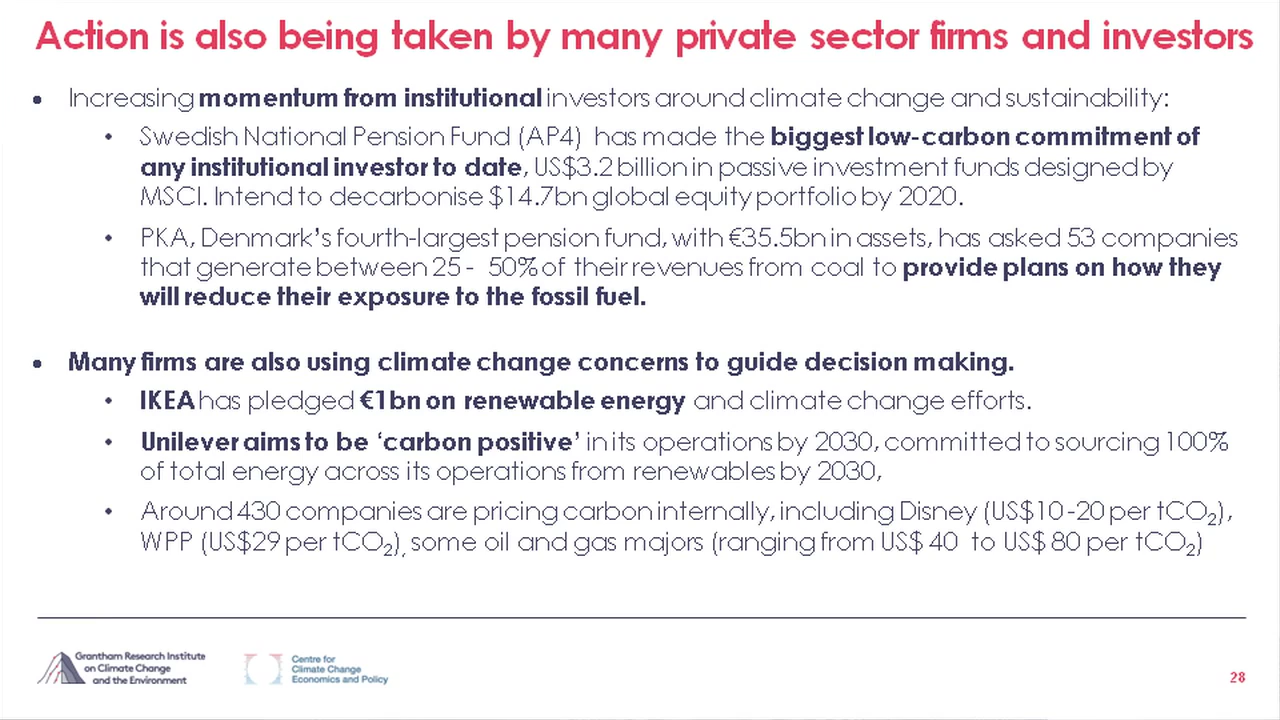 Action is also being taken by many private sector firms and investors
• Increasing momentum from institutional investors around climate change and sustainability:
• Swedish National Pension Fund (AP4) has made the biggest low-carbon commitment of
any institutional investor to date, US$3.2 billion in passive investment funds designed by
MSCI. Intend to decarbonise $14.7bn global equity portfolio by 2020.
• PKA, Denmark’s fourth-largest pension fund, with €35.5bn in assets, has asked 53 companies
that generate between 25 - 50% of their revenues from coal to provide plans on how they
will reduce their exposure to the fossil fuel.
• Many firms are also using climate change concerns to guide decision making.
• IKEA has pledged €1bn on renewable energy and climate change efforts.
• Unilever aims to be ‘carbon positive’ in its operations by 2030, committed to sourcing 100%
of total energy across its operations from renewables by 2030,
• Around 430 companies are pricing carbon internally, including Disney (US$10-20 per tCO₂),
WPP (US$29 per tCO₂), some oil and gas majors (ranging from US$ 40 to US$ 80 per tCO₂)
Grantham Research Institute
on Climate Change
and the Environment
Centre for
Climate Change
Economics and Policy
28